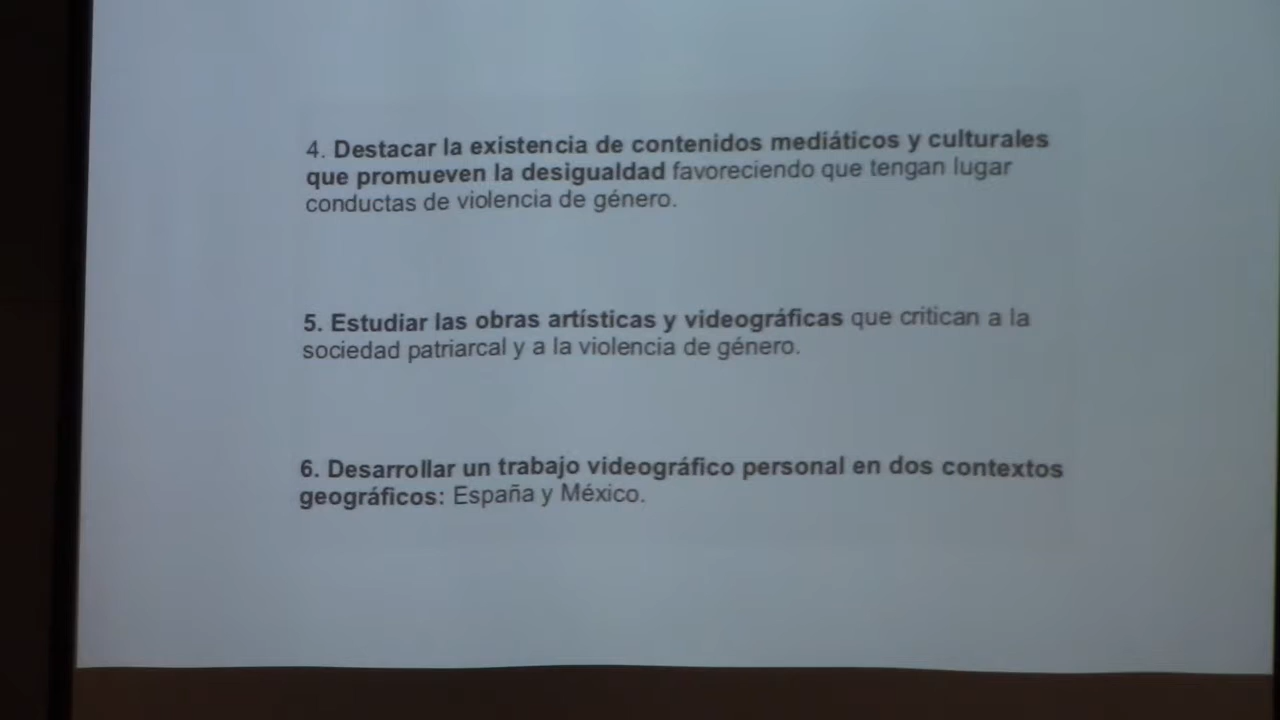 4. Destacar la existencia de contenidos mediáticos y culturales
que promueven la desigualdad favoreciendo que tengan lugar
conductas de violencia de género.
5. Estudiar las obras artísticas y videográficas que critican a la
sociedad patriarcal y a la violencia de género.
6. Desarrollar un trabajo videográfico personal en dos contextos
geográficos: España y México.